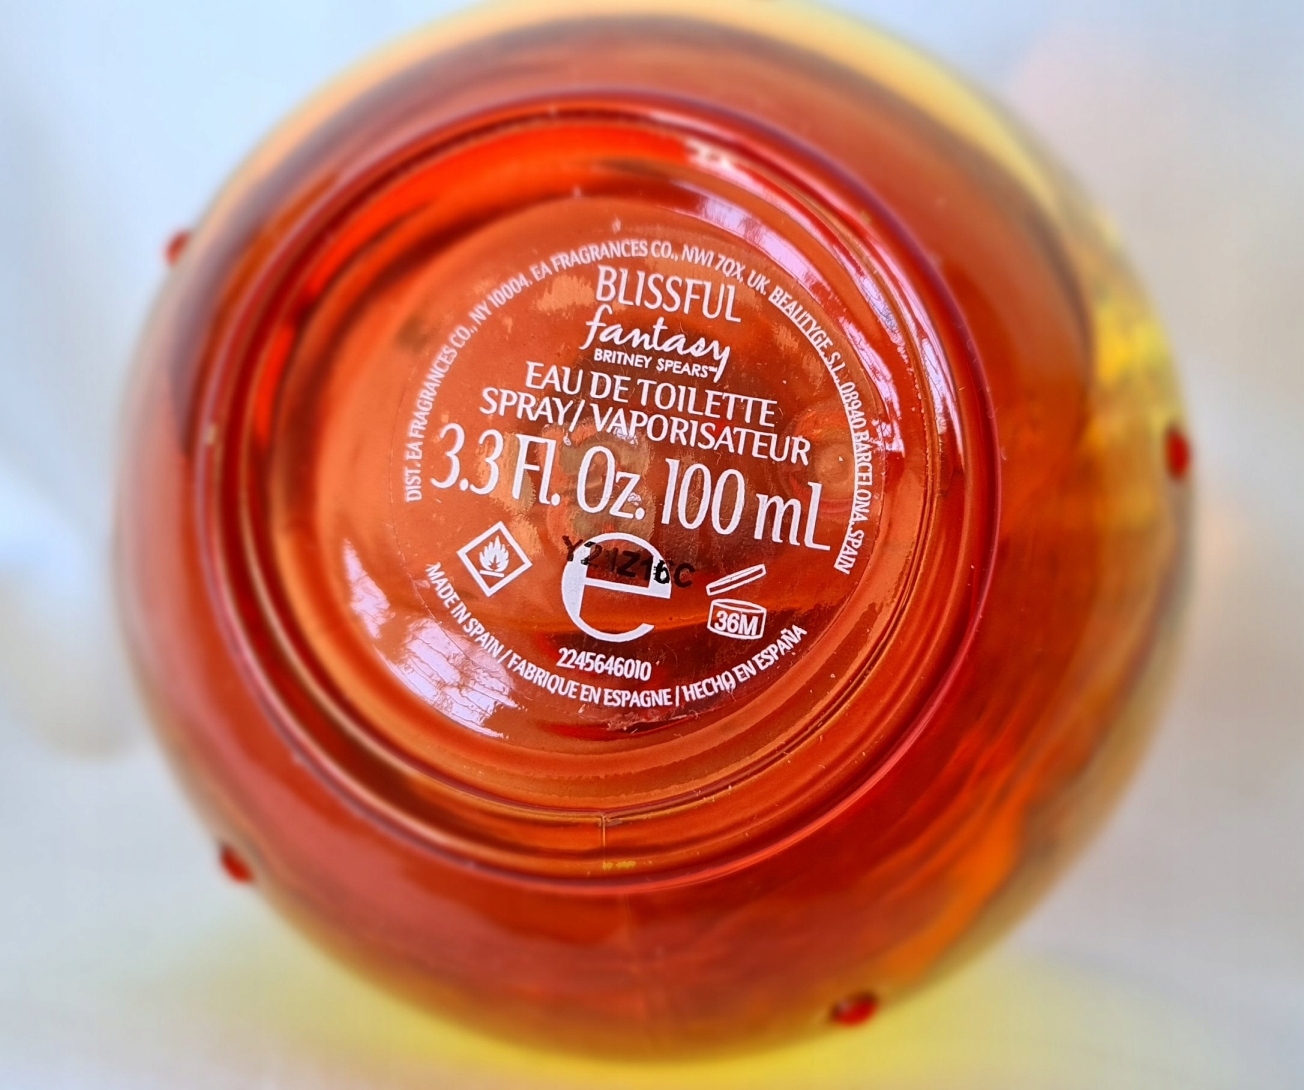 DIST. EA FRAGRANCES CO., NY 10004. EA FRAGRANCES CO., NW1 7QX, UK. BEAUTYGE, S.L. 08940 BARCELONA, SPAIN
BLISSFUL
fantasy
BRITNEY SPEARS™
EAU DE TOILETTE
SPRAY/ VAPORISATEUR
3.3 Fl. Oz. 100 mL
Y21Z16C
e
36M
2245646010
MADE IN SPAIN / FABRIQUE EN ESPAGNE / HECHO EN ESPAÑA